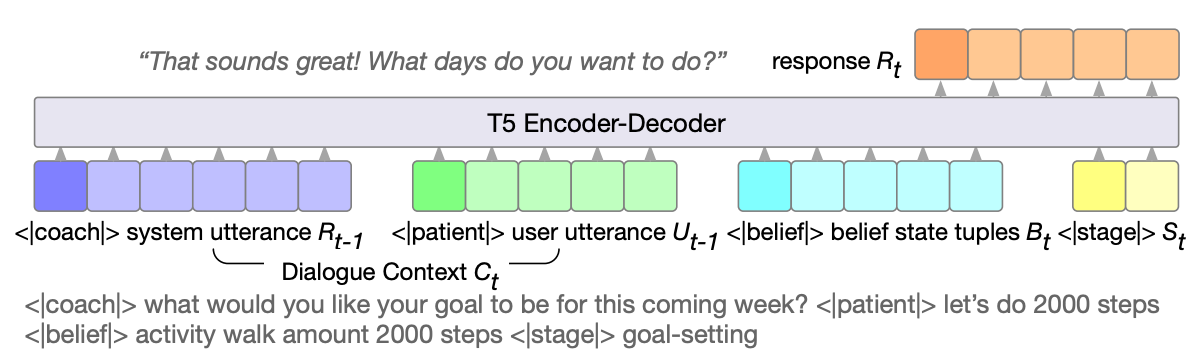 “That sounds great! What days do you want to do?” response Rt
T5 Encoder-Decoder
<|coach|> system utterance Rt-1 <|patient|> user utterance Ut-1 <|belief|> belief state tuples Bt <|stage|> St
Dialogue Context Ct
<|coach|> what would you like your goal to be for this coming week? <|patient|> let’s do 2000 steps
<|belief|> activity walk amount 2000 steps <|stage|> goal-setting